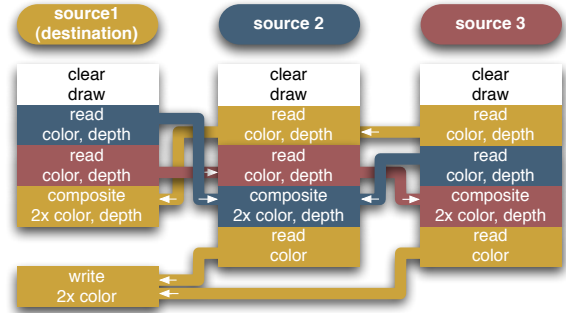 source1
(destination)
source 2
source 3
clear
draw
read
color, depth
read
color, depth
composite
2x color, depth
write
2x color
clear
draw
read
color, depth
read
color, depth
composite
2x color, depth
read
color
clear
draw
read
color, depth
read
color, depth
composite
2x color, depth
read
color